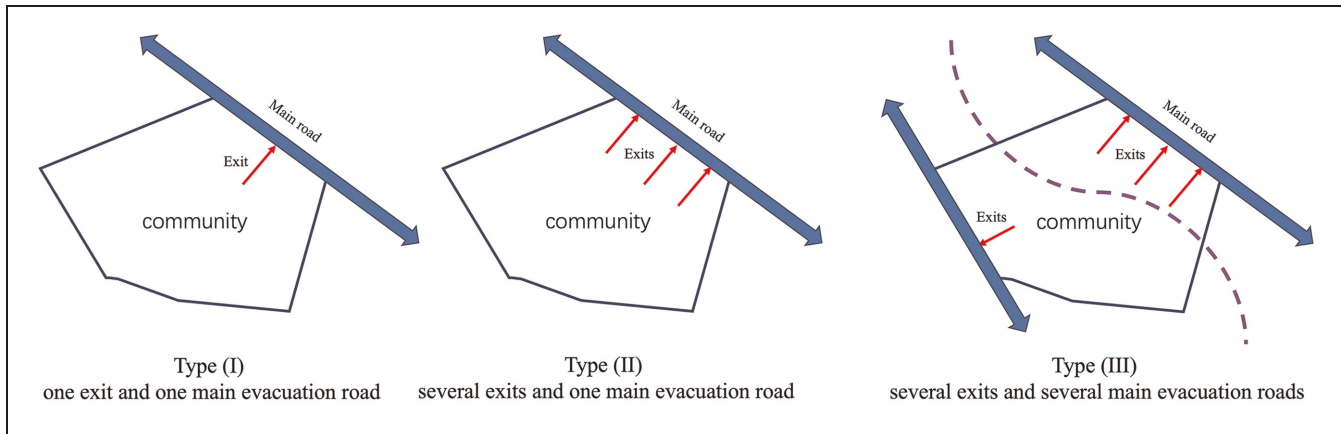 Main road
Exit
community
Type (I)
one exit and one main evacuation road
Main road
Exits
community
Type (II)
several exits and one main evacuation road
Main road
Exits
Exits
community
Type (III)
several exits and several main evacuation roads